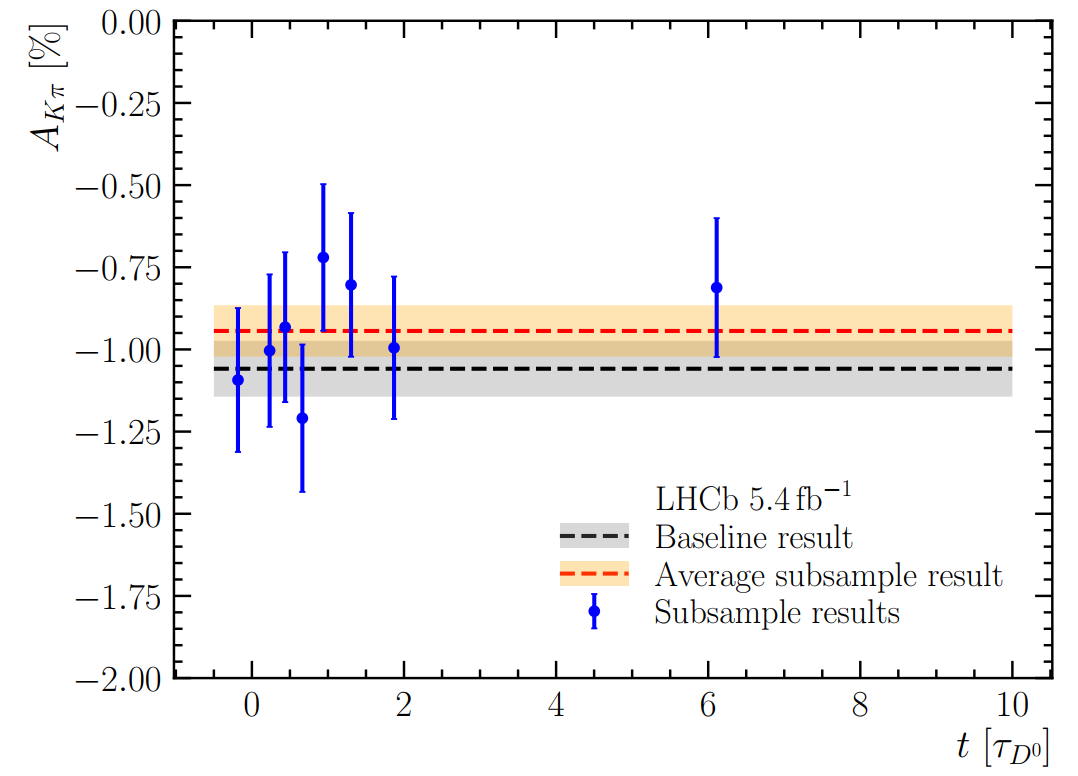 A_{Kπ} [%]
0.00
−0.25
−0.50
−0.75
−1.00
−1.25
−1.50
−1.75
−2.00
LHCb 5.4 fb⁻¹
Baseline result
Average subsample result
Subsample results
0 2 4 6 8 10
t [τ_{D⁰}]